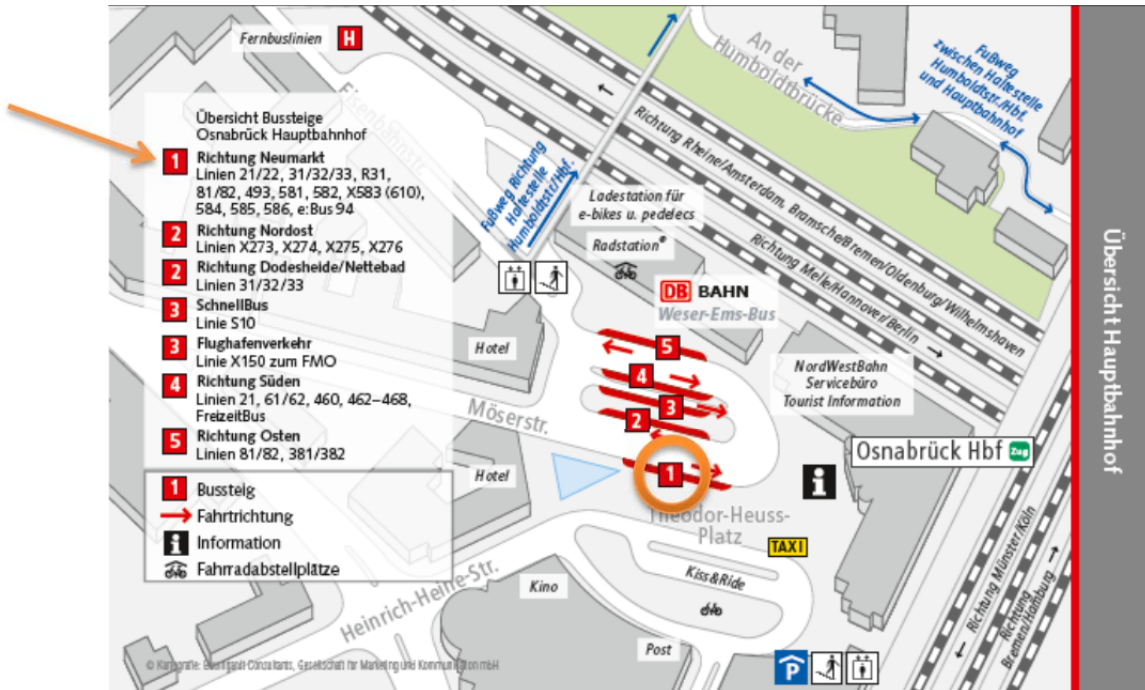 Fernbuslinien H
An der
Humboldtbrücke
Fußweg
zwischen Haltestelle
Humboldtstr./Hbf.
und Hauptbahnhof
Eisenbahnstr.
Übersicht Bussteige
Osnabrück Hauptbahnhof
1 Richtung Neumarkt
Linien 21/22, 31/32/33, R31,
81/82, 493, 581, 582, X583 (610),
584, 585, 586, e:Bus 94
2 Richtung Nordost
Linien X273, X274, X275, X276
2 Richtung Dodesheide/Nettebad
Linien 31/32/33
3 SchnellBus
Linie S10
3 Flughafenverkehr
Linie X150 zum FMO
4 Richtung Süden
Linien 21, 61/62, 460, 462–468,
FreizeitBus
5 Richtung Osten
Linien 81/82, 381/382
1 Bussteig
Fahrtrichtung
i Information
Fahrradabstellplätze
Fußweg Richtung
Haltestelle
Humboldtstr./Hbf.
Richtung Rheine/Amsterdam, Bramsche/Bremen/Oldenburg/Wilhelmshaven
Richtung Melle/Hannover/Berlin
Ladestation für
e-bikes u. pedelecs
Radstation®
DB BAHN
Weser-Ems-Bus
Hotel
5
4
3
2
1
NordWestBahn
Servicebüro
Tourist Information
Möserstr.
Osnabrück Hbf Zug
Hotel
i
Theodor-Heuss-
Platz
TAXI
Kiss&Ride
Kino
Heinrich-Heine-Str.
Post
P
Richtung Münster/Köln
Richtung
Bremen/Hamburg
Übersicht Hauptbahnhof